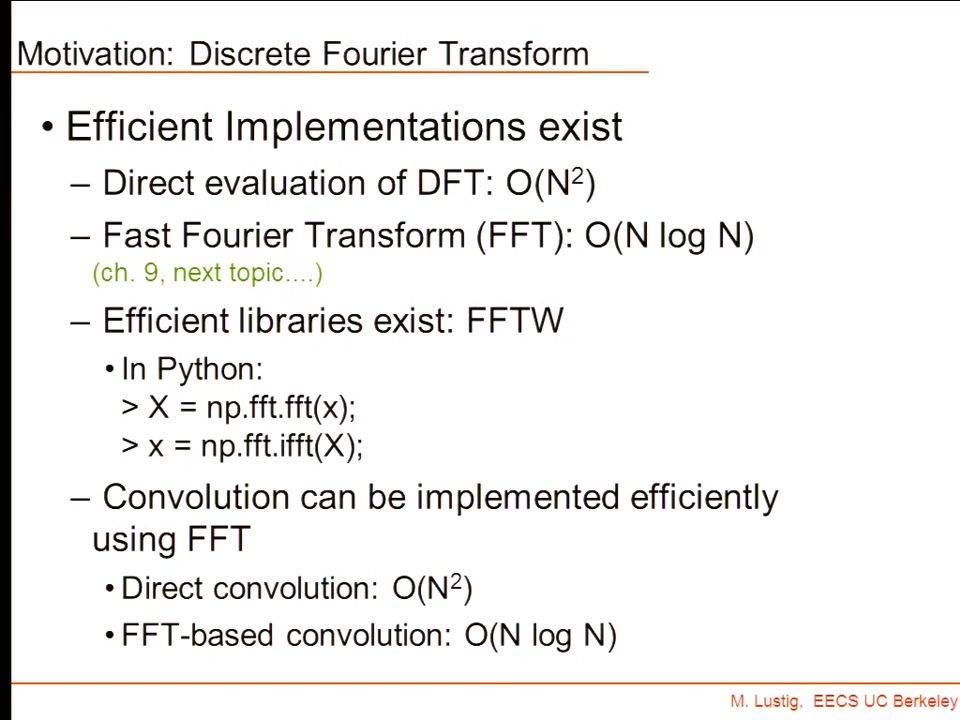 Motivation: Discrete Fourier Transform
• Efficient Implementations exist
– Direct evaluation of DFT: O(N²)
– Fast Fourier Transform (FFT): O(N log N)
(ch. 9, next topic....)
– Efficient libraries exist: FFTW
• In Python:
> X = np.fft.fft(x);
> x = np.fft.ifft(X);
– Convolution can be implemented efficiently
using FFT
• Direct convolution: O(N²)
• FFT-based convolution: O(N log N)
M. Lustig, EECS UC Berkeley